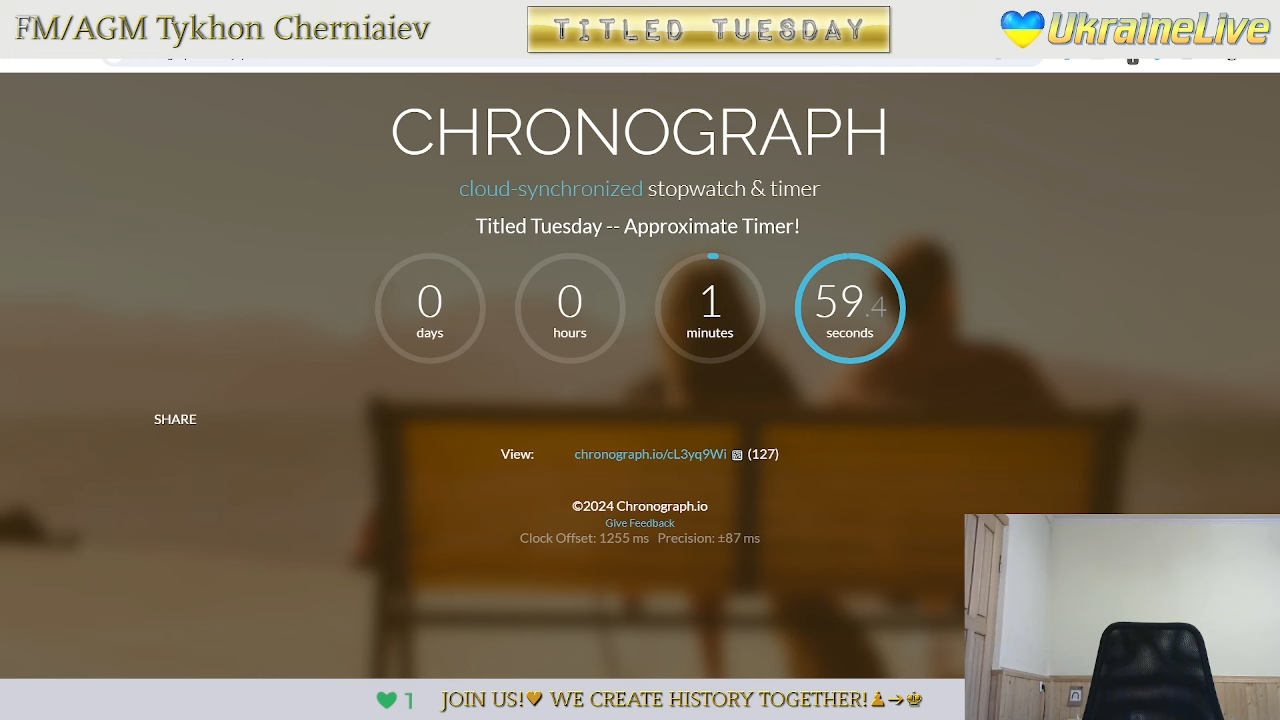 FM/AGM Tykhon Cherniaiev
TITLED TUESDAY
UkraineLive
CHRONOGRAPH
cloud-synchronized stopwatch & timer
Titled Tuesday -- Approximate Timer!
0 0 1 59.4
days hours minutes seconds
SHARE
View: chronograph.io/cL3yq9Wi (127)
©2024 Chronograph.io
Give Feedback
Clock Offset: 1255 ms Precision: ±87 ms
1 JOIN US!🧡 WE CREATE HISTORY TOGETHER!♟→♚